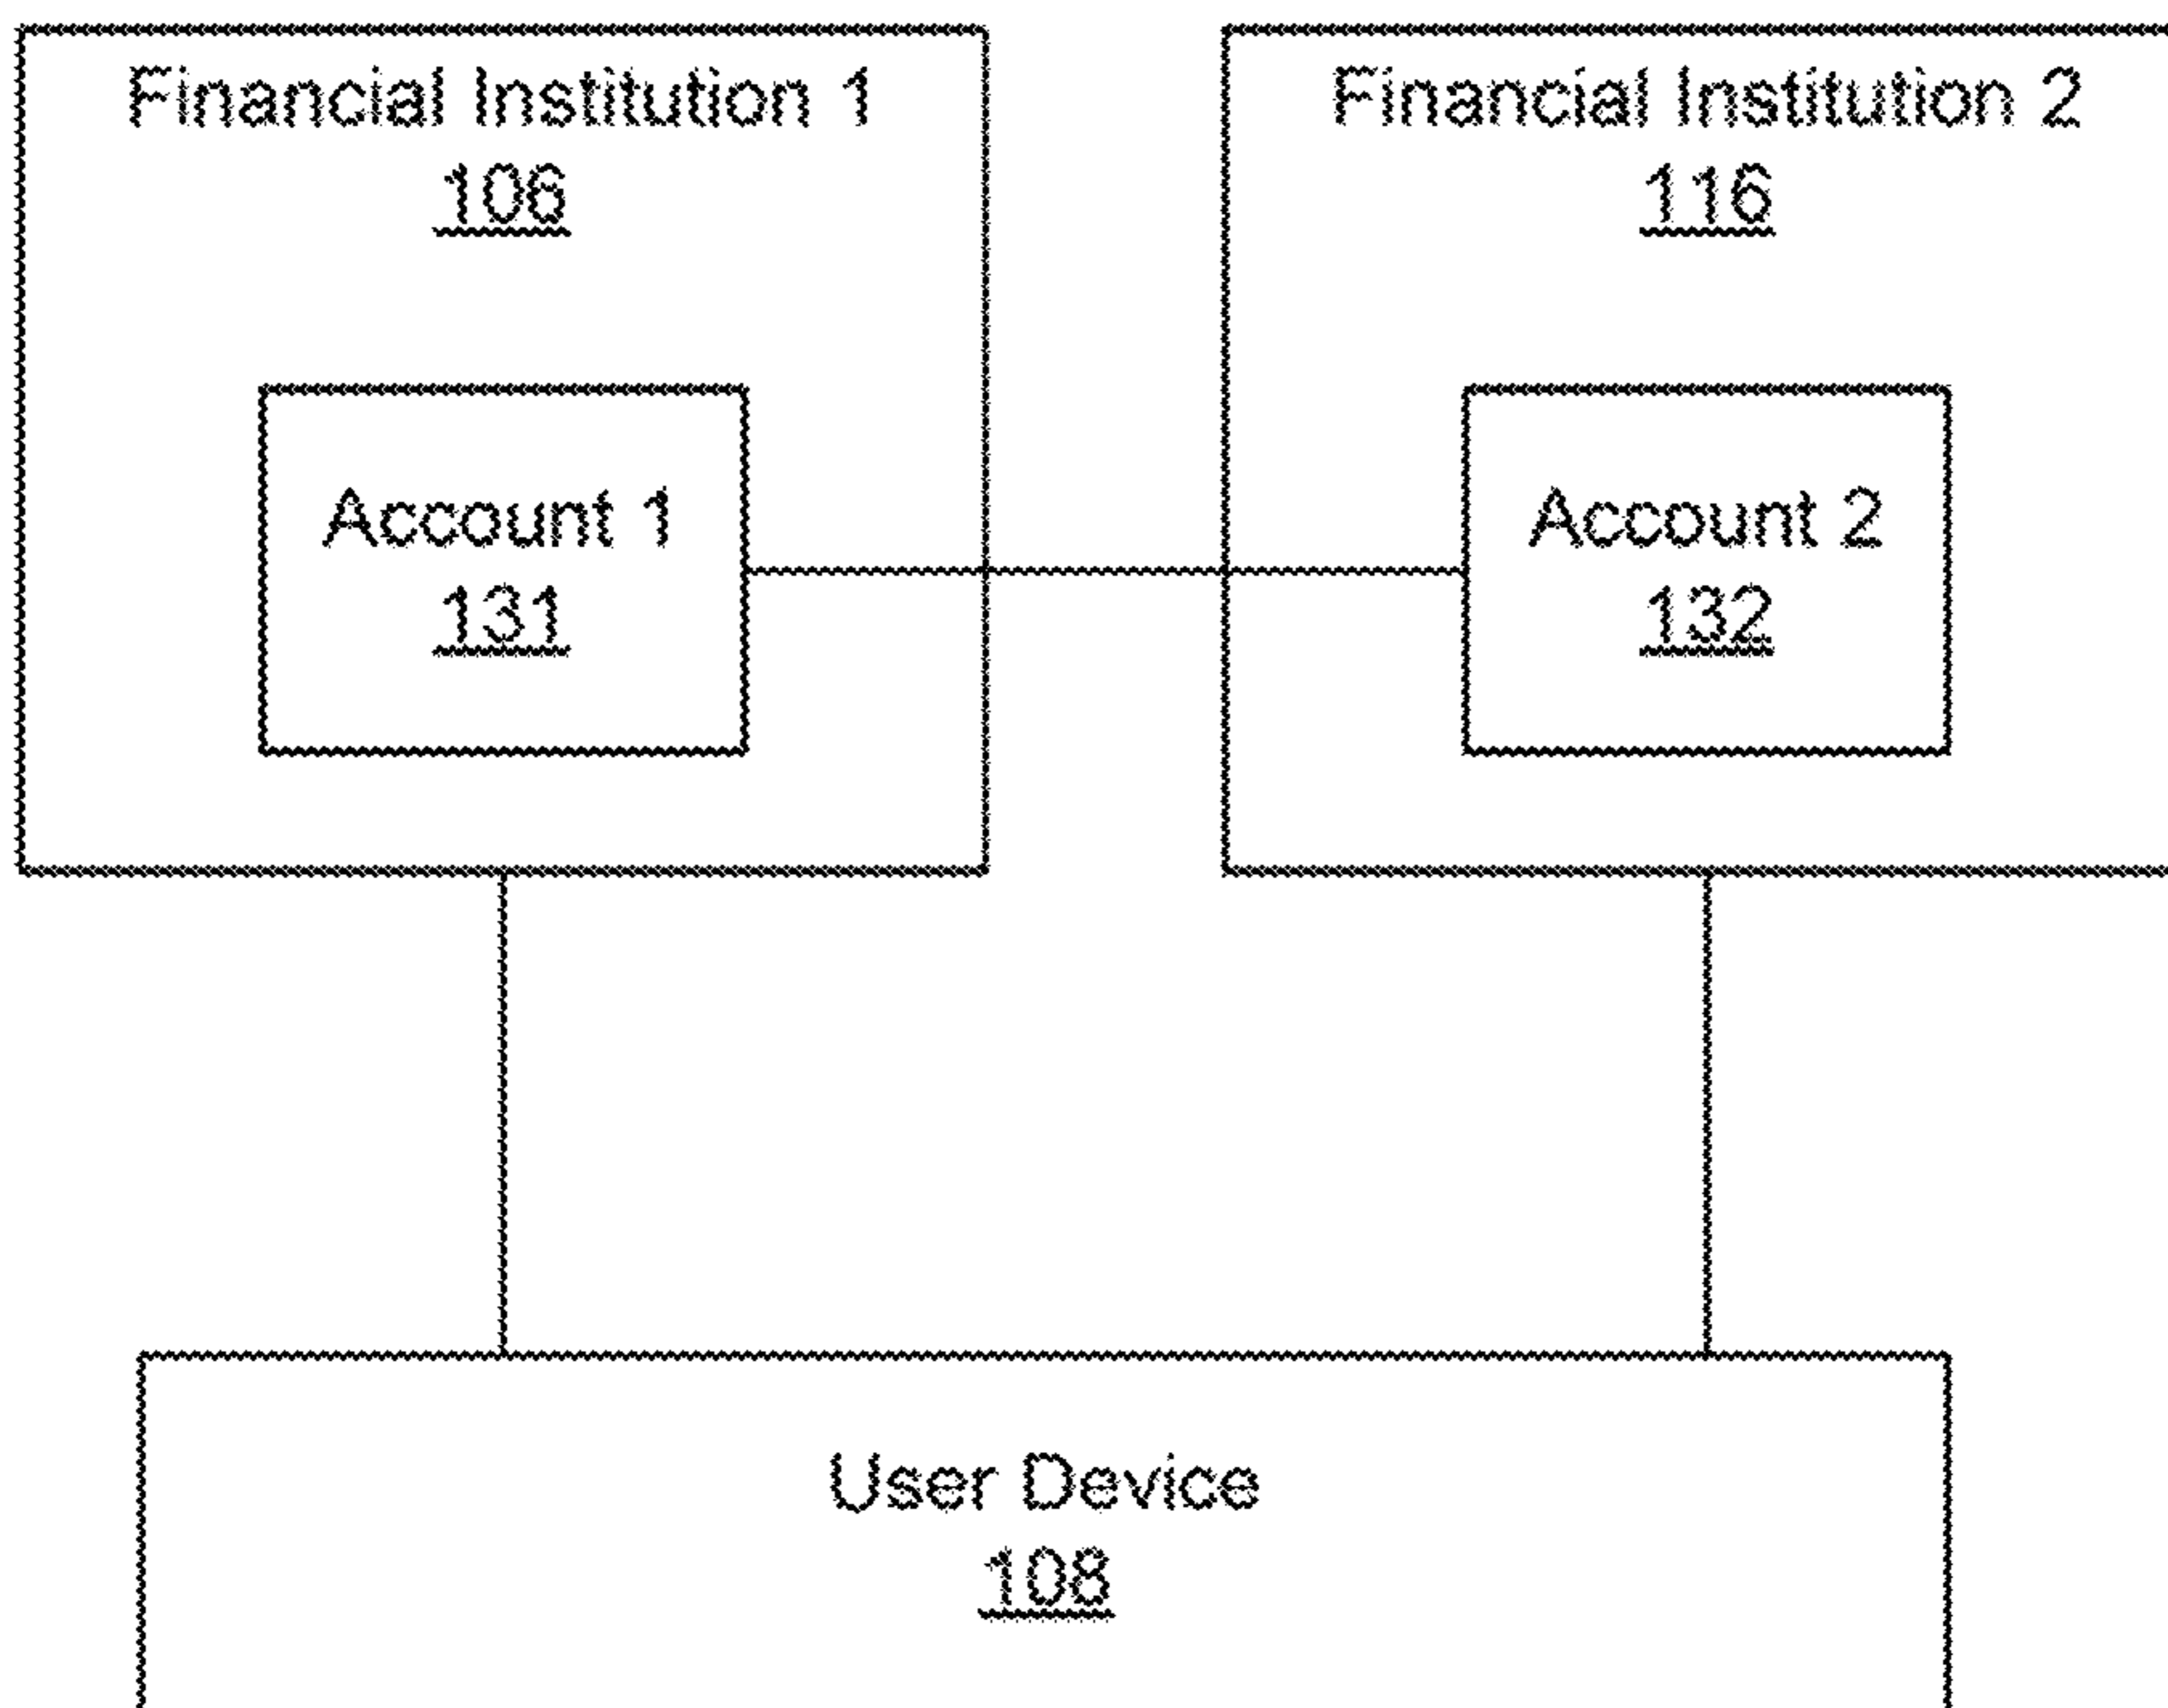 Financial Institution 1
106
Financial Institution 2
116
Account 1
131
Account 2
132
User Device
108